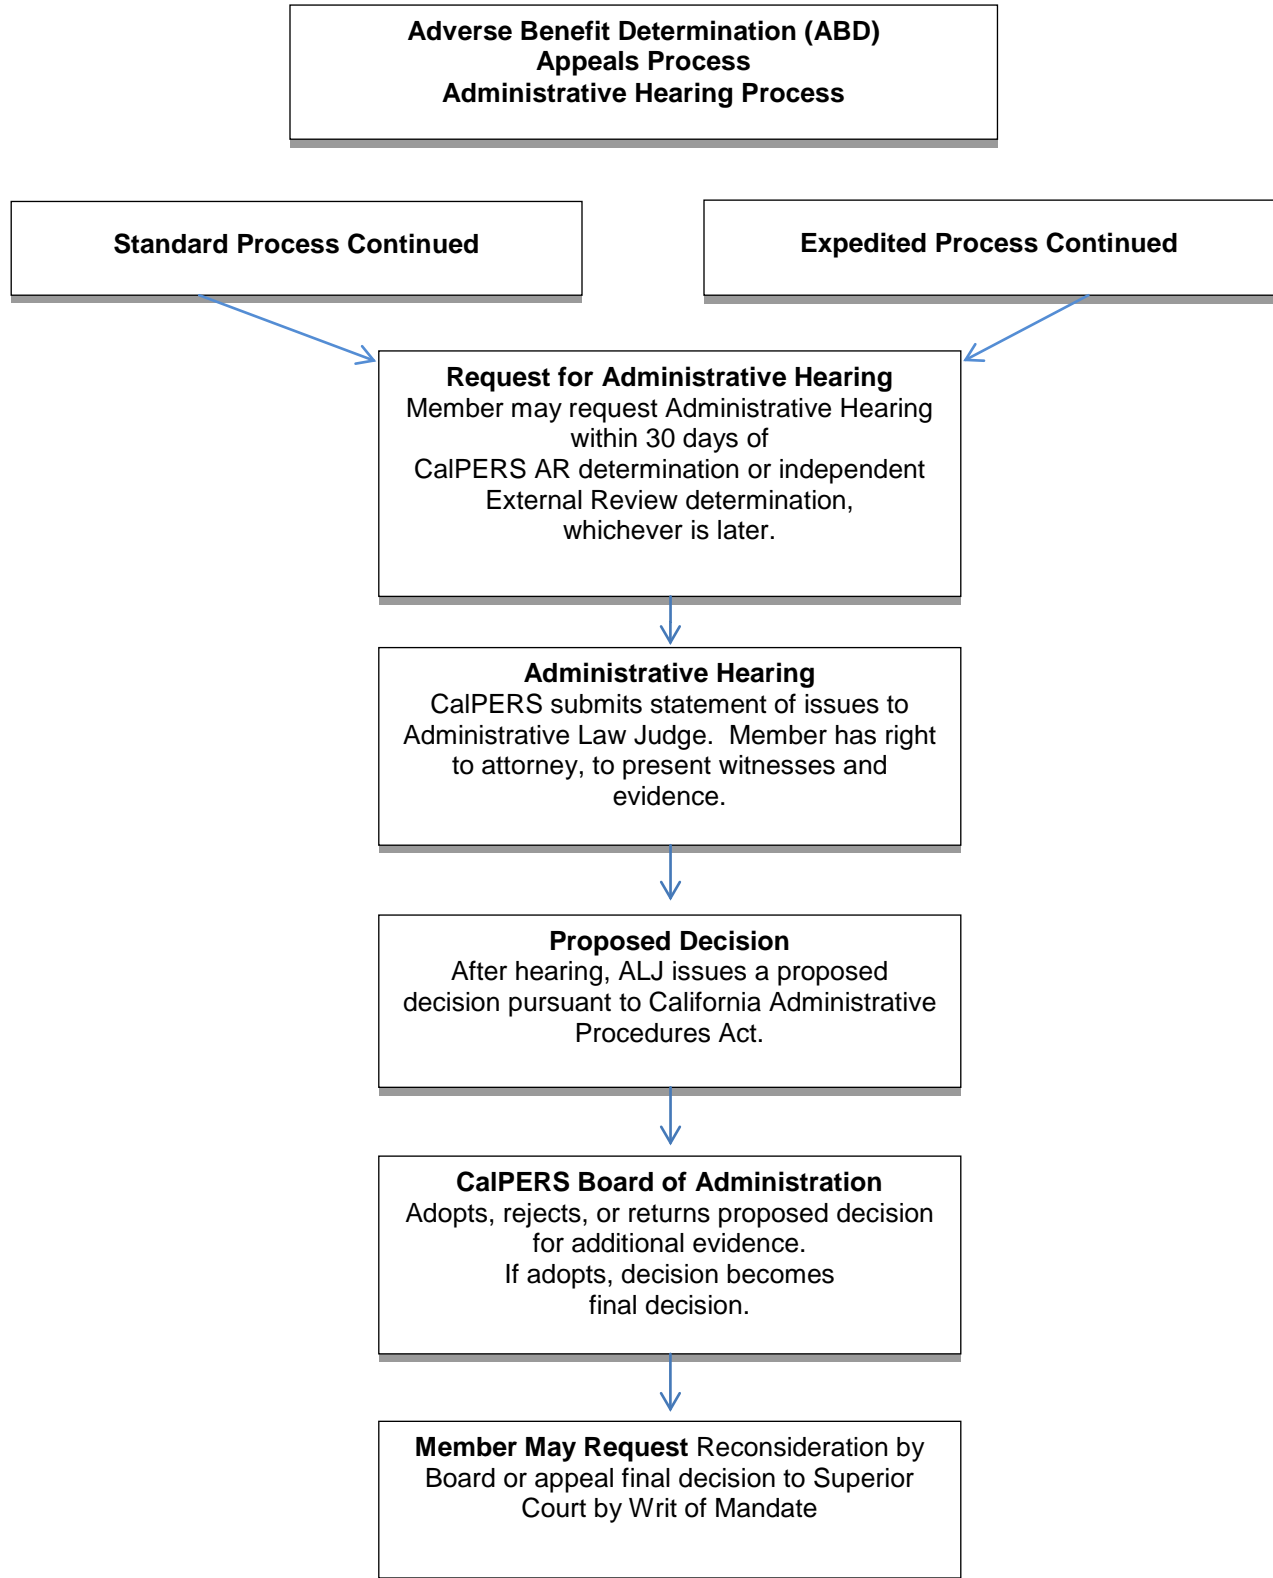 Adverse Benefit Determination (ABD)
Appeals Process
Administrative Hearing Process
Standard Process Continued
Expedited Process Continued
Request for Administrative Hearing
Member may request Administrative Hearing
within 30 days of
CalPERS AR determination or independent
External Review determination,
whichever is later.
Administrative Hearing
CalPERS submits statement of issues to
Administrative Law Judge.  Member has right
to attorney, to present witnesses and
evidence.
Proposed Decision
After hearing, ALJ issues a proposed
decision pursuant to California Administrative
Procedures Act.
CalPERS Board of Administration
Adopts, rejects, or returns proposed decision
for additional evidence.
If adopts, decision becomes
final decision.
Member May Request Reconsideration by
Board or appeal final decision to Superior
Court by Writ of Mandate